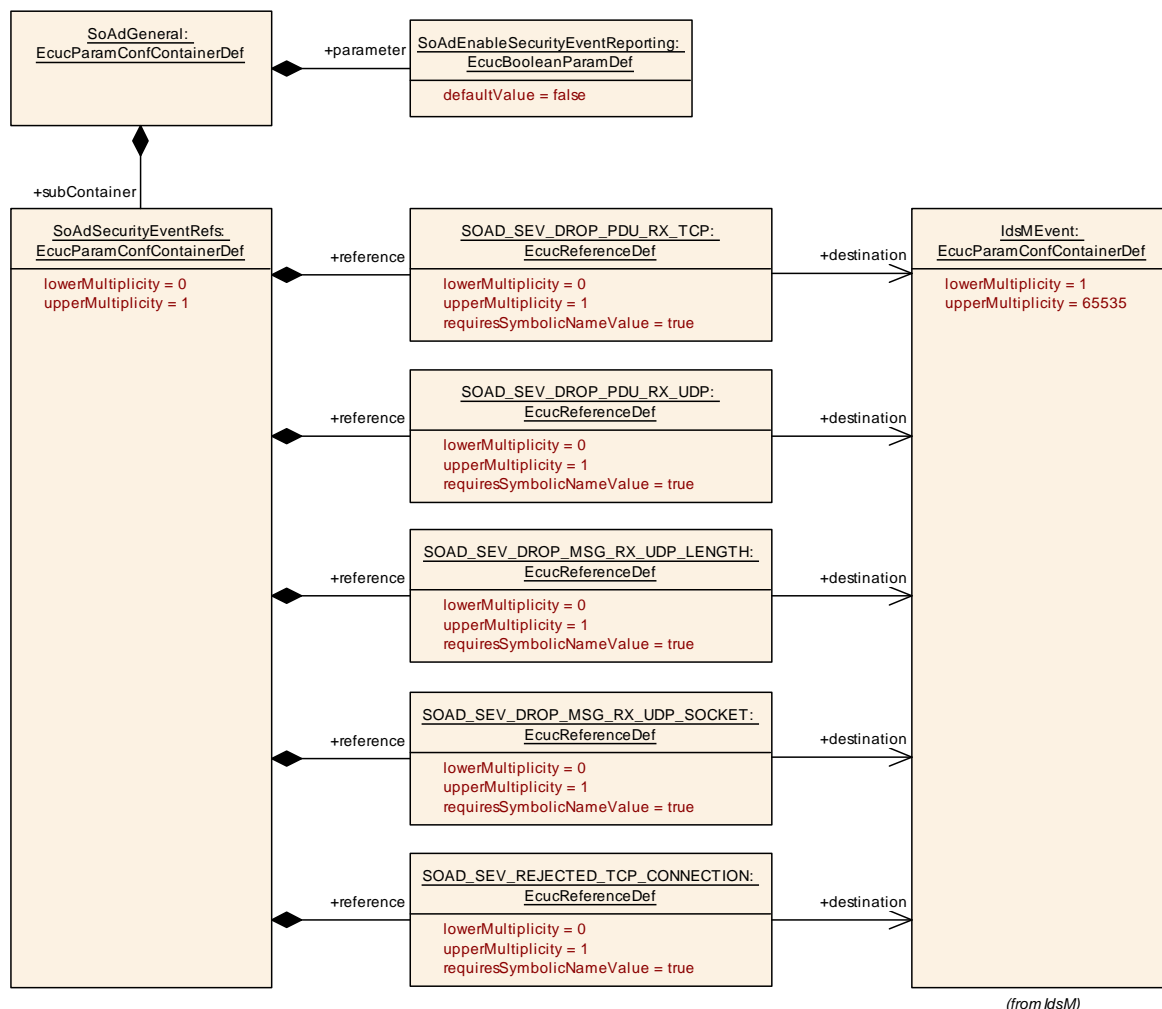 SoAdGeneral:
EcucParamConfContainerDef
+parameter
SoAdEnableSecurityEventReporting:
EcucBooleanParamDef
defaultValue = false
+subContainer
SoAdSecurityEventRefs:
EcucParamConfContainerDef
lowerMultiplicity = 0
upperMultiplicity = 1
+reference
SOAD_SEV_DROP_PDU_RX_TCP:
EcucReferenceDef
lowerMultiplicity = 0
upperMultiplicity = 1
requiresSymbolicNameValue = true
+destination
IdsMEvent:
EcucParamConfContainerDef
lowerMultiplicity = 1
upperMultiplicity = 65535
+reference
SOAD_SEV_DROP_PDU_RX_UDP:
EcucReferenceDef
lowerMultiplicity = 0
upperMultiplicity = 1
requiresSymbolicNameValue = true
+destination
+reference
SOAD_SEV_DROP_MSG_RX_UDP_LENGTH:
EcucReferenceDef
lowerMultiplicity = 0
upperMultiplicity = 1
requiresSymbolicNameValue = true
+destination
+reference
SOAD_SEV_DROP_MSG_RX_UDP_SOCKET:
EcucReferenceDef
lowerMultiplicity = 0
upperMultiplicity = 1
requiresSymbolicNameValue = true
+destination
+reference
SOAD_SEV_REJECTED_TCP_CONNECTION:
EcucReferenceDef
lowerMultiplicity = 0
upperMultiplicity = 1
requiresSymbolicNameValue = true
+destination
(from IdsM)